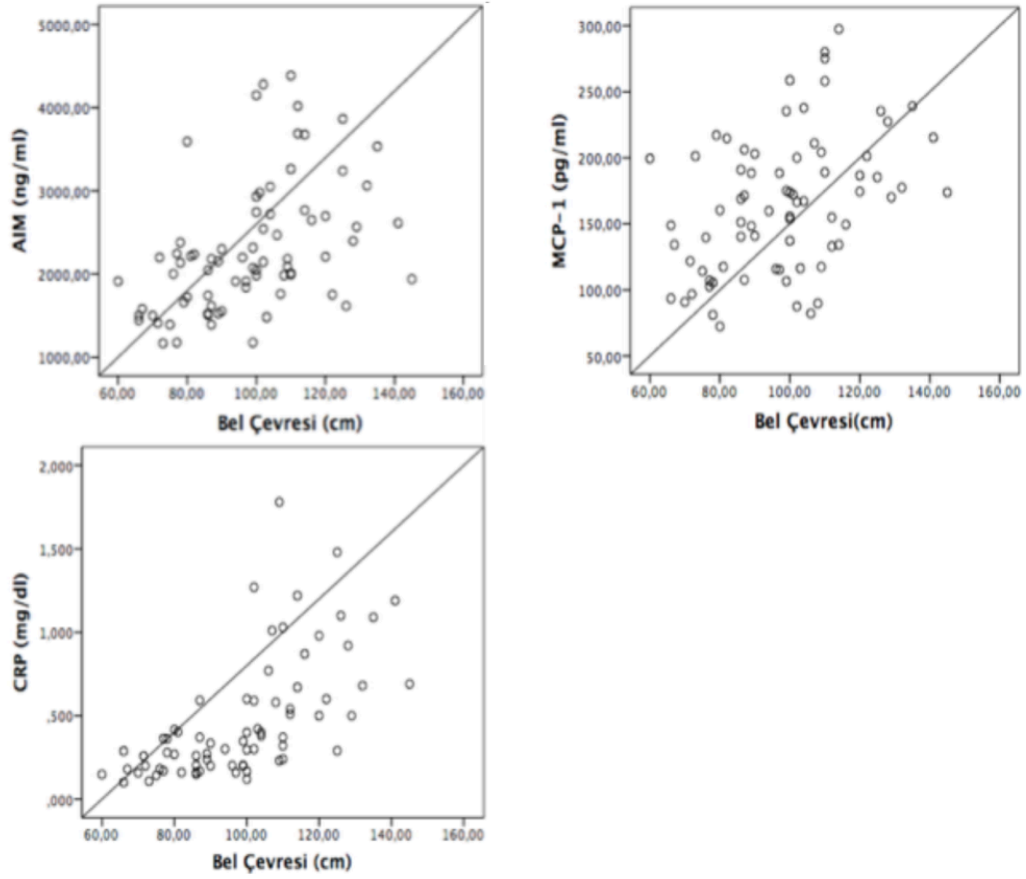 AIM (ng/ml)
5000,00
4000,00
3000,00
2000,00
1000,00
60,00 80,00 100,00 120,00 140,00 160,00
Bel Çevresi (cm)
MCP-1 (pg/ml)
300,00
250,00
200,00
150,00
100,00
50,00
60,00 80,00 100,00 120,00 140,00 160,00
Bel Çevresi(cm)
CRP (mg/dl)
2,000
1,500
1,000
,500
,000
60,00 80,00 100,00 120,00 140,00 160,00
Bel Çevresi (cm)